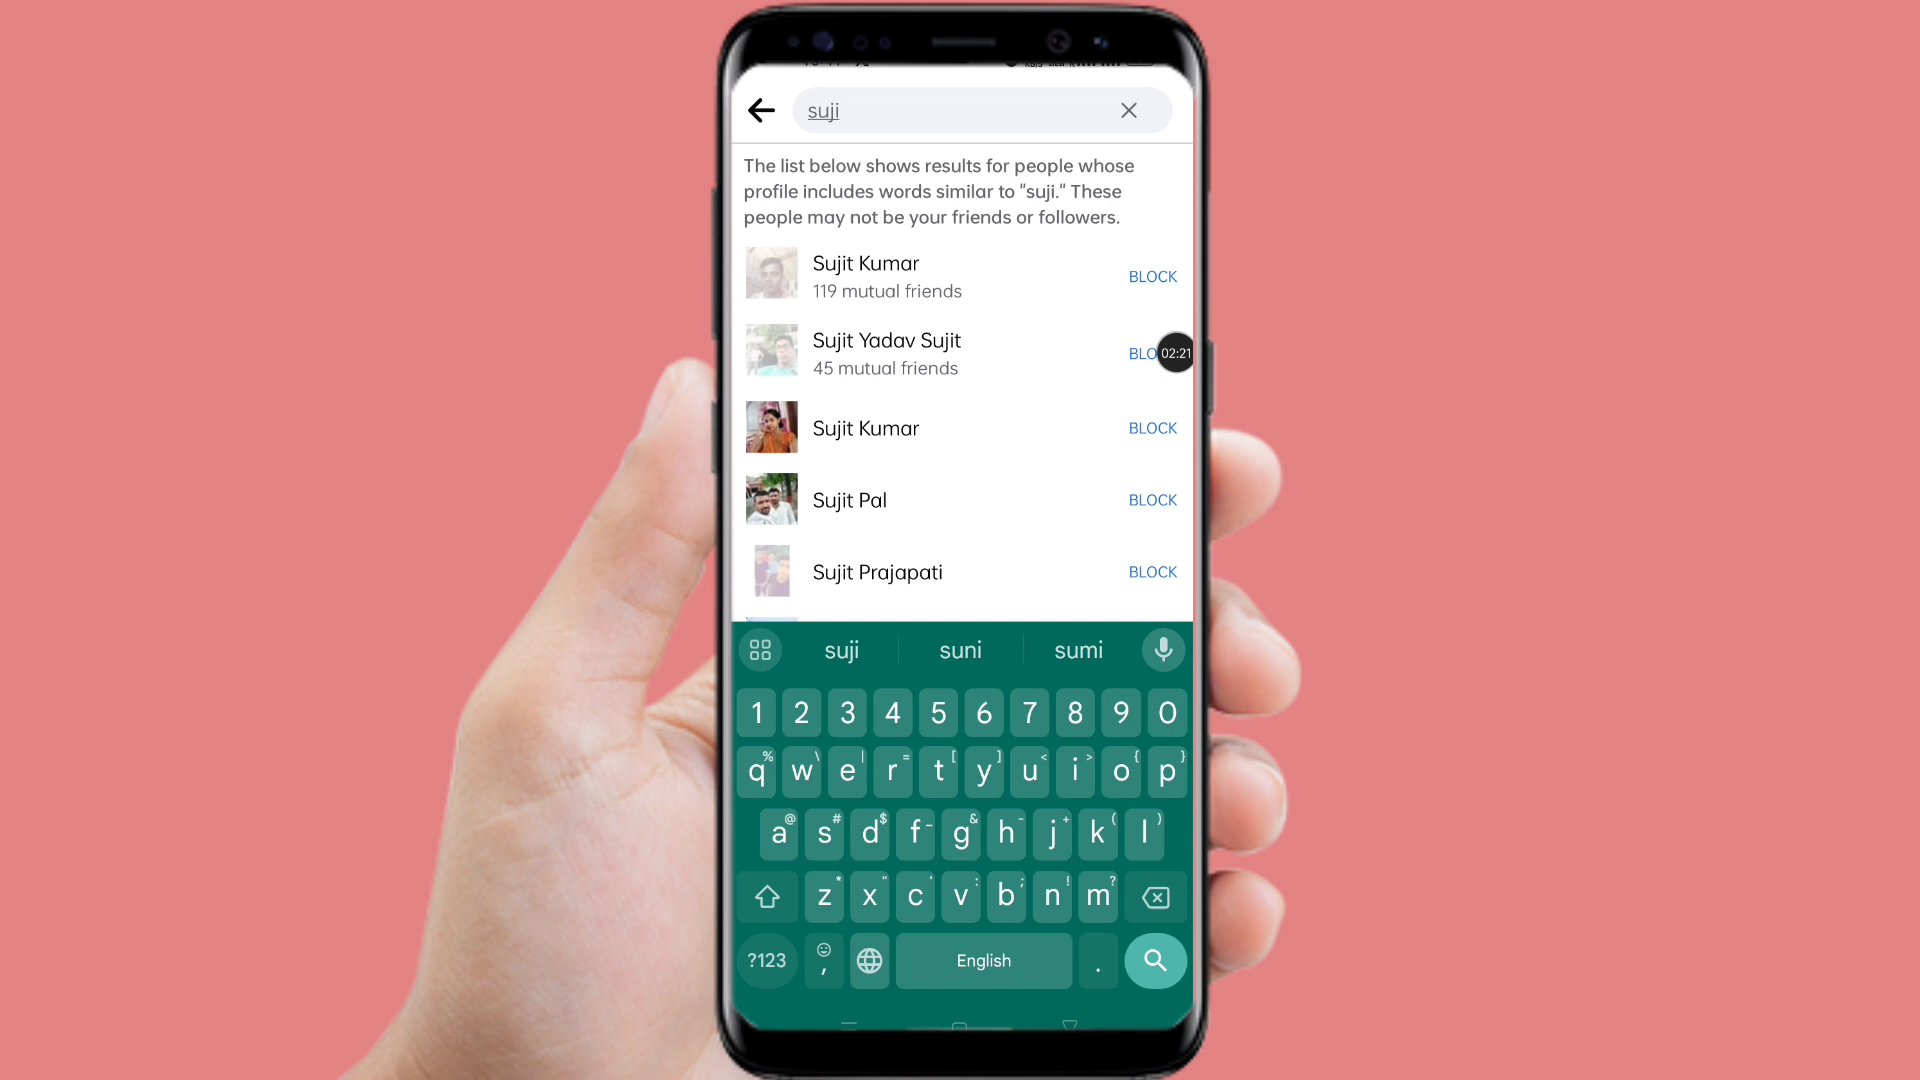 suji
The list below shows results for people whose
profile includes words similar to "suji." These
people may not be your friends or followers.
Sujit Kumar
119 mutual friends
BLOCK
Sujit Yadav Sujit
45 mutual friends
BLO
02:21
Sujit Kumar
BLOCK
Sujit Pal
BLOCK
Sujit Prajapati
BLOCK
suji suni sumi
1 2 3 4 5 6 7 8 9 0
% \ | = [ ] < > { }
q w e r t y u i o p
@ # $ _ & - + ( )
a s d f g h j k l
* " ' : ; ! ?
z x c v b n m
?123 , English .